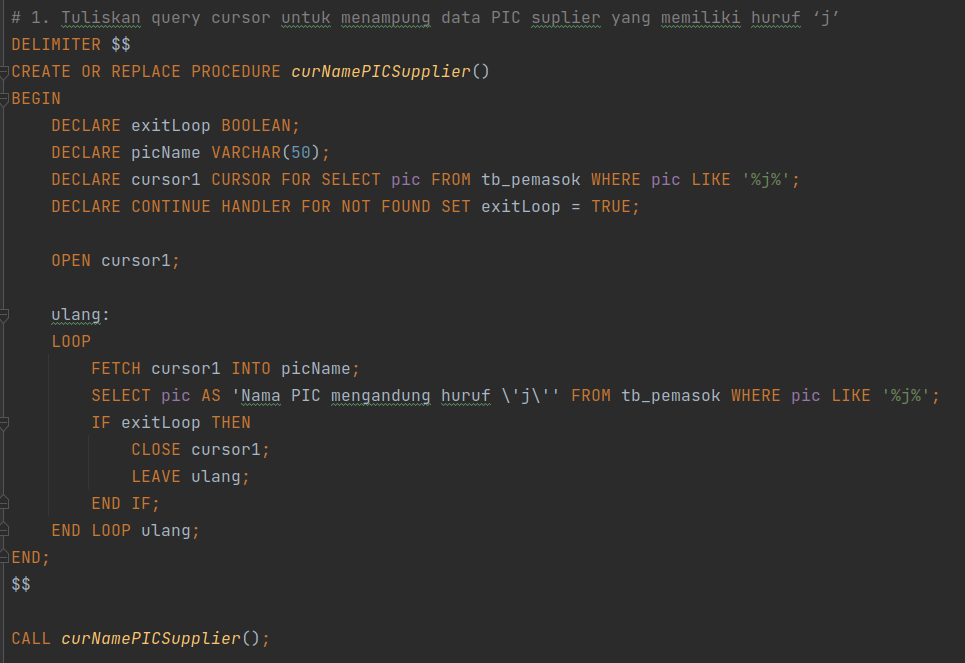 # 1. Tuliskan query cursor untuk menampung data PIC suplier yang memiliki huruf ‘j’
DELIMITER $$
CREATE OR REPLACE PROCEDURE curNamePICSupplier()
BEGIN
    DECLARE exitLoop BOOLEAN;
    DECLARE picName VARCHAR(50);
    DECLARE cursor1 CURSOR FOR SELECT pic FROM tb_pemasok WHERE pic LIKE '%j%';
    DECLARE CONTINUE HANDLER FOR NOT FOUND SET exitLoop = TRUE;
    OPEN cursor1;
    ulang:
    LOOP
        FETCH cursor1 INTO picName;
        SELECT pic AS 'Nama PIC mengandung huruf \'j\'' FROM tb_pemasok WHERE pic LIKE '%j%';
        IF exitLoop THEN
            CLOSE cursor1;
            LEAVE ulang;
        END IF;
    END LOOP ulang;
END;
$$
CALL curNamePICSupplier();